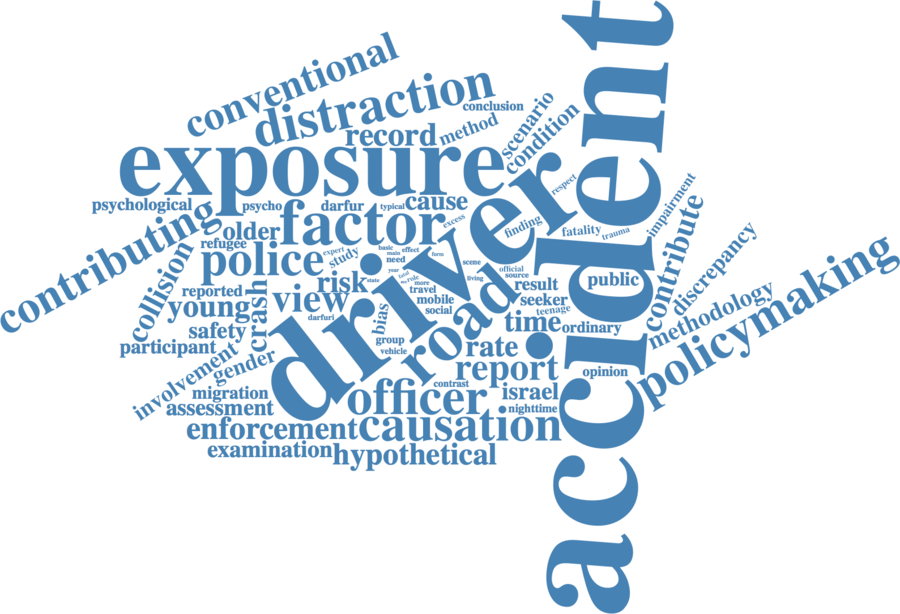 conventional
distraction
conclusion
record
method
scenario
condition
exposure
accident
driver
respect
impairment
psychological
psycho
darfur
typical
cause
contributing
older
factor
excess
finding
fatality
trauma
contribute
refugee
police
expert
study
basic
main
effect
need
form
scene
official
source
living
public
discrepancy
policymaking
collision
reported
young
crash
view
risk
state
year
fatal
role
more
travel
mobile
social
road
result
seeker
teenage
methodology
darfuri
bias
time
ordinary
safety
participant
group
vehicle
rate
involvement
gender
report
opinion
contrast
migration
assessment
officer
israel
nighttime
enforcement
causation
examination
hypothetical